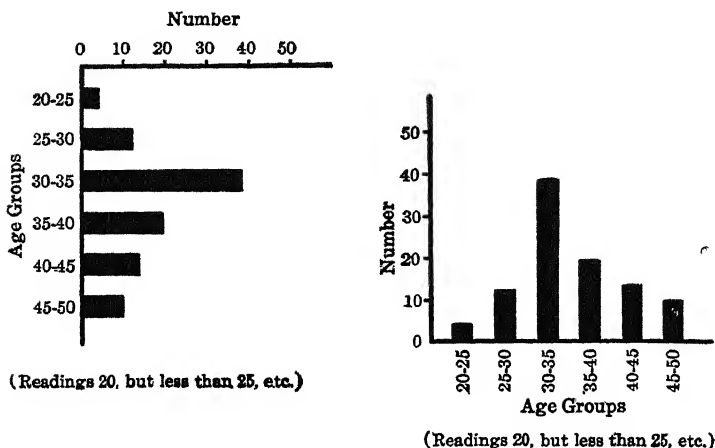 Number
0 10 20 30 40 50
Age Groups
20-25
25-30
30-35
35-40
40-45
45-50
(Readings 20, but less than 25, etc.)
Number
50
40
30
20
10
0
20-25
25-30
30-35
35-40
40-45
45-50
Age Groups
(Readings 20, but less than 25, etc.)